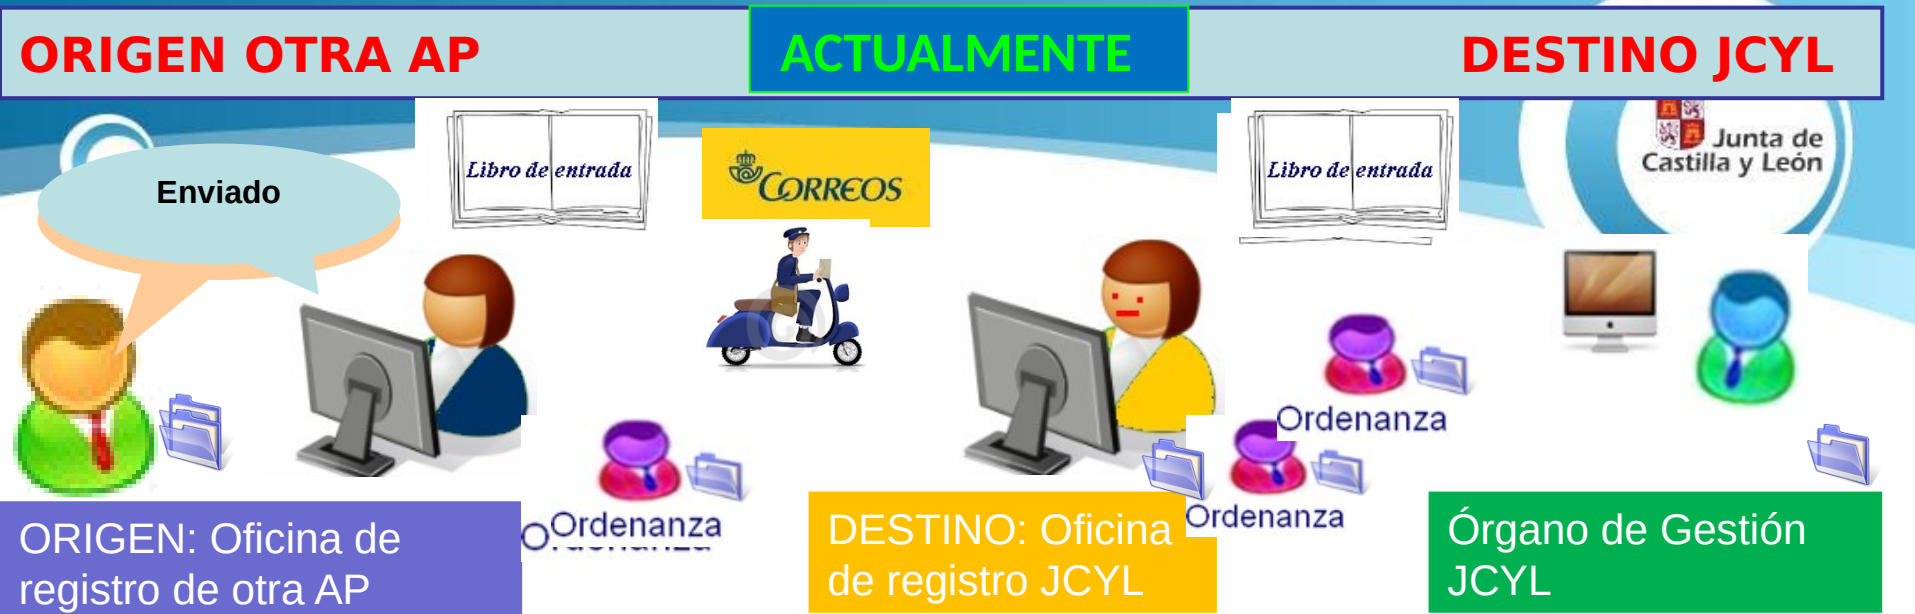 ORIGEN OTRA AP
ACTUALMENTE
DESTINO JCYL
Junta de
Castilla y León
Enviado
Libro de entrada
CORREOS
Libro de entrada
Ordenanza
Ordenanza
Ordenanza
ORIGEN: Oficina de
registro de otra AP
DESTINO: Oficina
de registro JCYL
Órgano de Gestión
JCYL